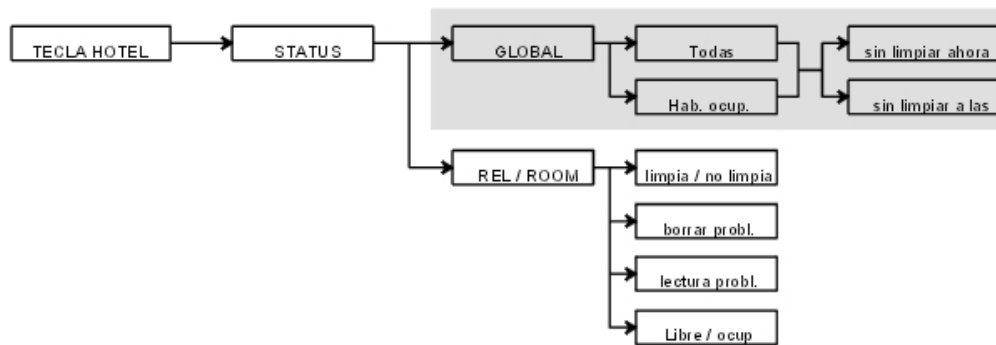 TECLA HOTEL
STATUS
GLOBAL
Todas
sin limpiar ahora
Hab. ocup.
sin limpiar a las
REL / ROOM
limpia / no limpia
borrar probl.
lectura probl.
Libre / ocup